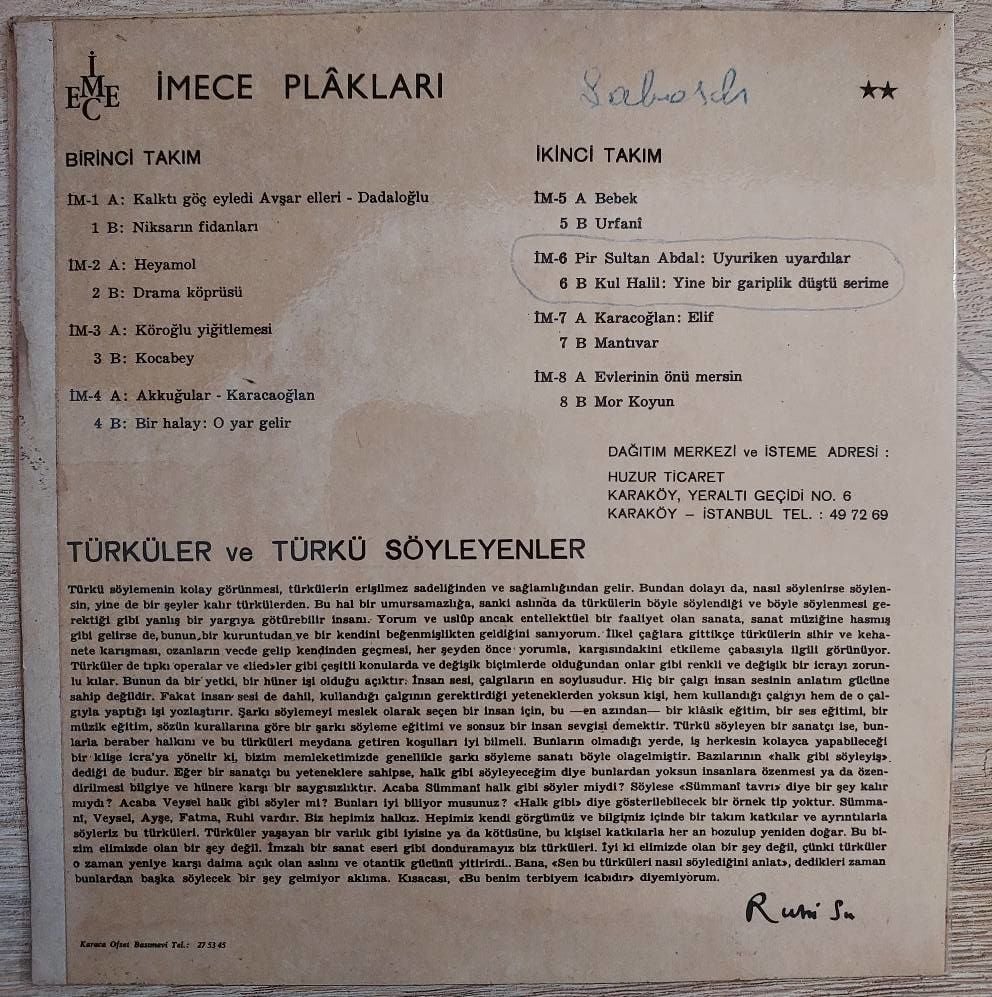 İMECE
İMECE PLÂKLARI
★★
BİRİNCİ TAKIM
İM-1 A: Kalktı göç eyledi Avşar elleri - Dadaloğlu
1 B: Niksarın fidanları
İM-2 A: Heyamol
2 B: Drama köprüsü
İM-3 A: Köroğlu yiğitlemesi
3 B: Kocabey
İM-4 A: Akkuğular - Karacaoğlan
4 B: Bir halay: O yar gelir
İKİNCİ TAKIM
İM-5 A Bebek
5 B Urfanî
İM-6 Pir Sultan Abdal: Uyuriken uyardılar
6 B Kul Halil: Yine bir gariplik düştü serime
İM-7 A Karacoğlan: Elif
7 B Mantıvar
İM-8 A Evlerinin önü mersin
8 B Mor Koyun
DAĞITIM MERKEZİ ve İSTEME ADRESİ :
HUZUR TİCARET
KARAKÖY, YERALTI GEÇİDİ NO. 6
KARAKÖY – İSTANBUL TEL. : 49 72 69
TÜRKÜLER ve TÜRKÜ SÖYLEYENLER
Türkü söylemenin kolay görünmesi, türkülerin erişilmez sadeliğinden ve sağlamlığından gelir. Bundan dolayı da, nasıl söylenirse söylen-
sin, yine de bir şeyler kalır türkülerden. Bu hal bir umursamazlığa, sanki aslında da türkülerin böyle söylendiği ve böyle söylenmesi ge-
rektiği gibi yanlış bir yargıya götürebilir insanı. Yorum ve uslüp ancak entellektüel bir faaliyet olan sanata, sanat müziğine hasmış
gibi gelirse de, bunun bir kuruntudan ve bir kendini beğenmişlikten geldiğini sanıyorum. İlkel çağlara gittikçe türkülerin sihir ve keha-
nete karışması, ozanların vecde gelip kendinden geçmesi, her şeyden önce yorumla, karşısındakini etkileme çabasıyla ilgili görünüyor.
Türküler de tıpkı operalar ve «lied»ler gibi çeşitli konularda ve değişik biçimlerde olduğundan onlar gibi renkli ve değişik bir icrayı zorun-
lu kılar. Bunun da bir yetki, bir hüner işi olduğu açıktır: İnsan sesi, çalgıların en soylusudur. Hiç bir çalgı insan sesinin anlatım gücüne
sahip değildir. Fakat insan sesi de dahil, kullandığı çalgının gerektirdiği yeteneklerden yoksun kişi, hem kullandığı çalgıyı hem de o çal-
gıyla yaptığı işi yozlaştırır. Şarkı söylemeyi meslek olarak seçen bir insan için, bu —en azından— bir klâsik eğitim, bir ses eğitimi, bir
müzik eğitim, sözün kurallarına göre bir şarkı söyleme eğitimi ve sonsuz bir insan sevgisi demektir. Türkü söyleyen bir sanatçı ise, bun-
larla beraber halkını ve bu türküleri meydana getiren koşulları iyi bilmeli. Bunların olmadığı yerde, iş herkesin kolayca yapabileceği
bir klişe icra'ya yönelir ki, bizim memleketimizde genellikle şarkı söyleme sanatı böyle olagelmiştir. Bazılarının «halk gibi söyleyiş»
dediği de budur. Eğer bir sanatçı bu yeteneklere sahipse, halk gibi söyleyeceğim diye bunlardan yoksun insanlara özenmesi ya da özen-
dirilmesi bilgiye ve hünere karşı bir saygısızlıktır. Acaba Sümmanî halk gibi söyler miydi? Söylese «Sümmanî tavrı» diye bir şey kalır
mıydı? Acaba Veysel halk gibi söyler mi? Bunları iyi biliyor musunuz? «Halk gibi» diye gösterilebilecek bir örnek tip yoktur. Sümma-
nî, Veysel, Ayşe, Fatma, Ruhi vardır. Biz hepimiz halkız. Hepimiz kendi görgümüz ve bilgimiz içinde bir takım katkılar ve ayrıntılarla
söyleriz bu türküleri. Türküler yaşayan bir varlık gibi iyisine ya da kötüsüne, bu kişisel katkılarla her an bozulup yeniden doğar. Bu bi-
zim elimizde olan bir şey değil. İmzalı bir sanat eseri gibi donduramayız biz türküleri. İyi ki elimizde olan bir şey değil, çünki türküler
o zaman yeniye karşı daima açık olan aslını ve otantik gücünü yitirirdi.. Bana, «Sen bu türküleri nasıl söylediğini anlat», dedikleri zaman
bunlardan başka söylecek bir şey gelmiyor aklıma. Kısacası, «Bu benim terbiyem icabıdır» diyemiyorum.
Ruhi Su
Karaca Ofset Basımevi Tel.: 27 53 45